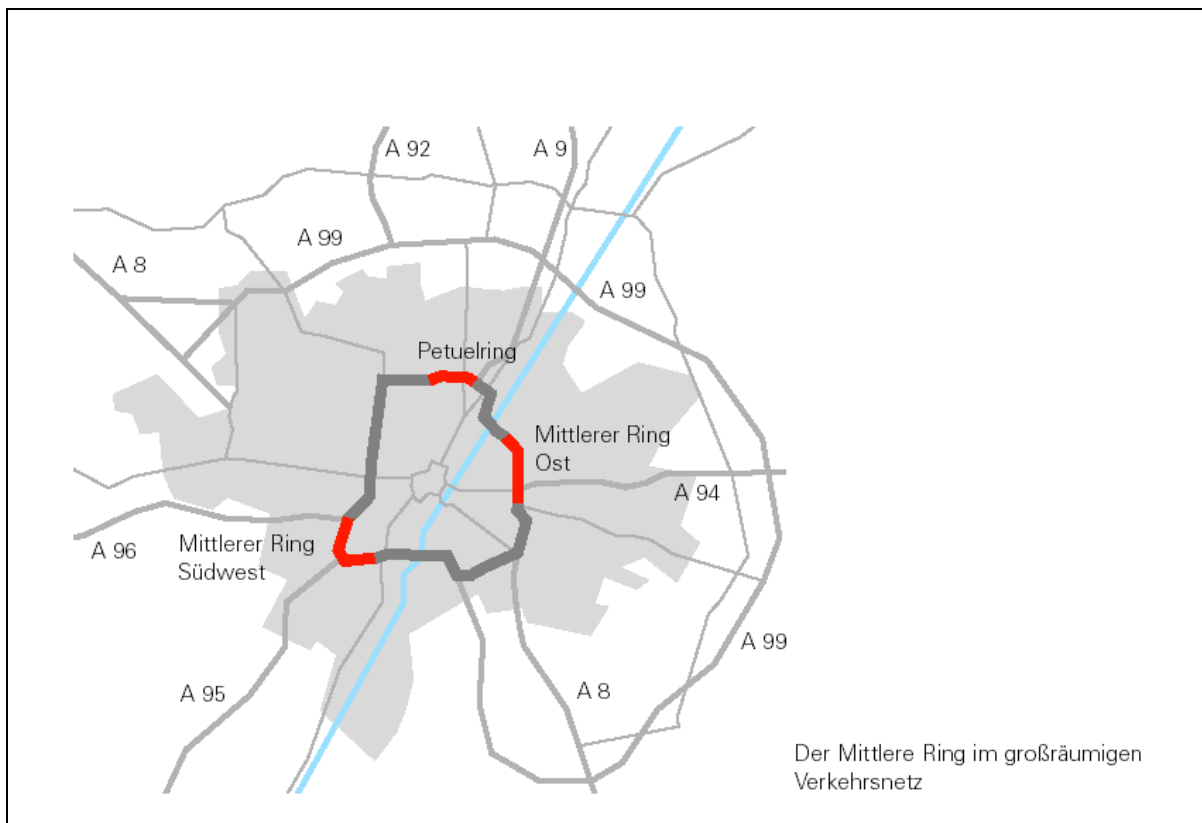 A 92
A 9
A 99
A 8
A 99
Petuelring
Mittlerer Ring
Ost
A 94
A 96
Mittlerer Ring
Südwest
A 99
A 95
A 8
Der Mittlere Ring im großräumigen
Verkehrsnetz